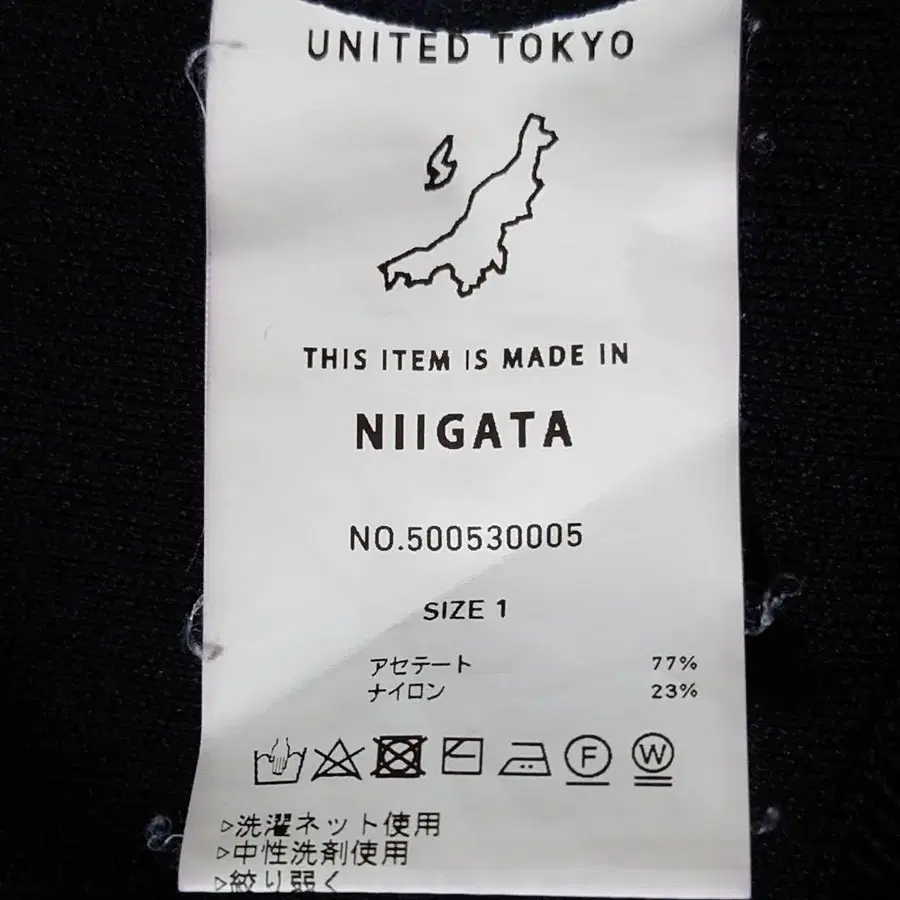 UNITED TOKYO
THIS ITEM IS MADE IN
NIIGATA
NO.500530005
SIZE 1
アセテート 77%
ナイロン 23%
F W
▷洗濯ネット使用
▷中性洗剤使用
▷絞り弱く